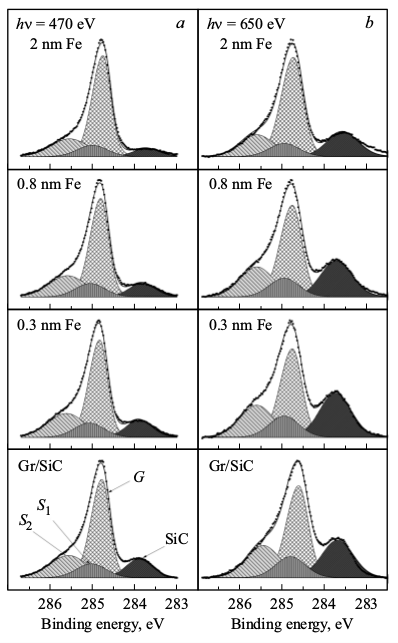 hν = 470 eV a
2 nm Fe
hν = 650 eV b
2 nm Fe
0.8 nm Fe
0.8 nm Fe
0.3 nm Fe
0.3 nm Fe
Gr/SiC
G
S1
S2
SiC
Gr/SiC
286 285 284 283
Binding energy, eV
286 285 284 283
Binding energy, eV